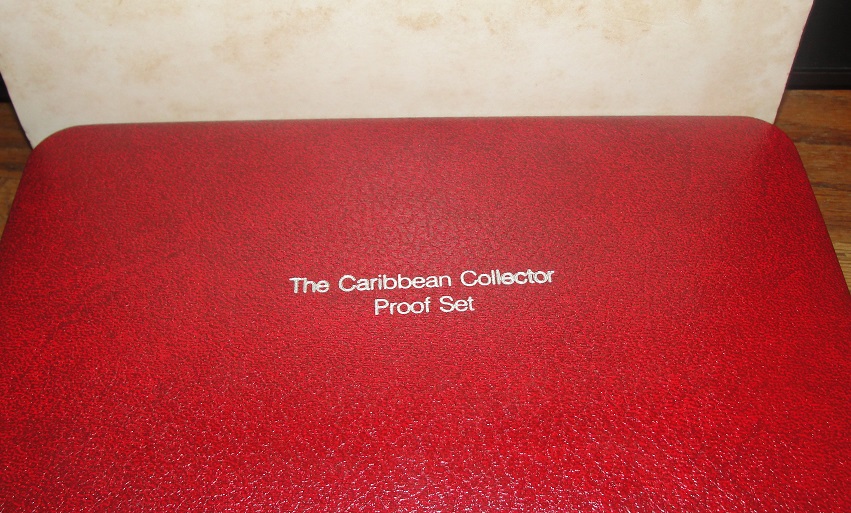 The Caribbean Collector
Proof Set